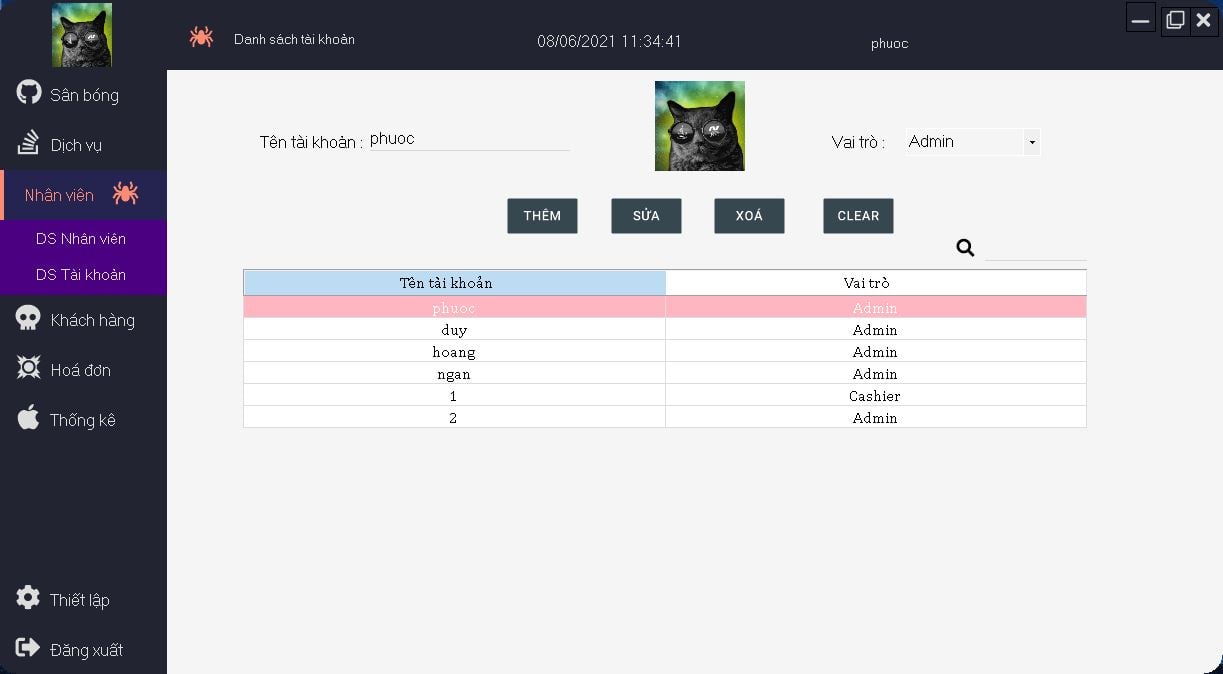 Danh sách tài khoản 08/06/2021 11:34:41 phuoc
Sân bóng
Dịch vụ
Nhân viên
DS Nhân viên
DS Tài khoản
Khách hàng
Hoá đơn
Thống kê
Thiết lập
Đăng xuất
Tên tài khoản : phuoc Vai trò : Admin
THÊM SỬA XOÁ CLEAR
Tên tài khoản Vai trò
phuoc Admin
duy Admin
hoang Admin
ngan Admin
1 Cashier
2 Admin